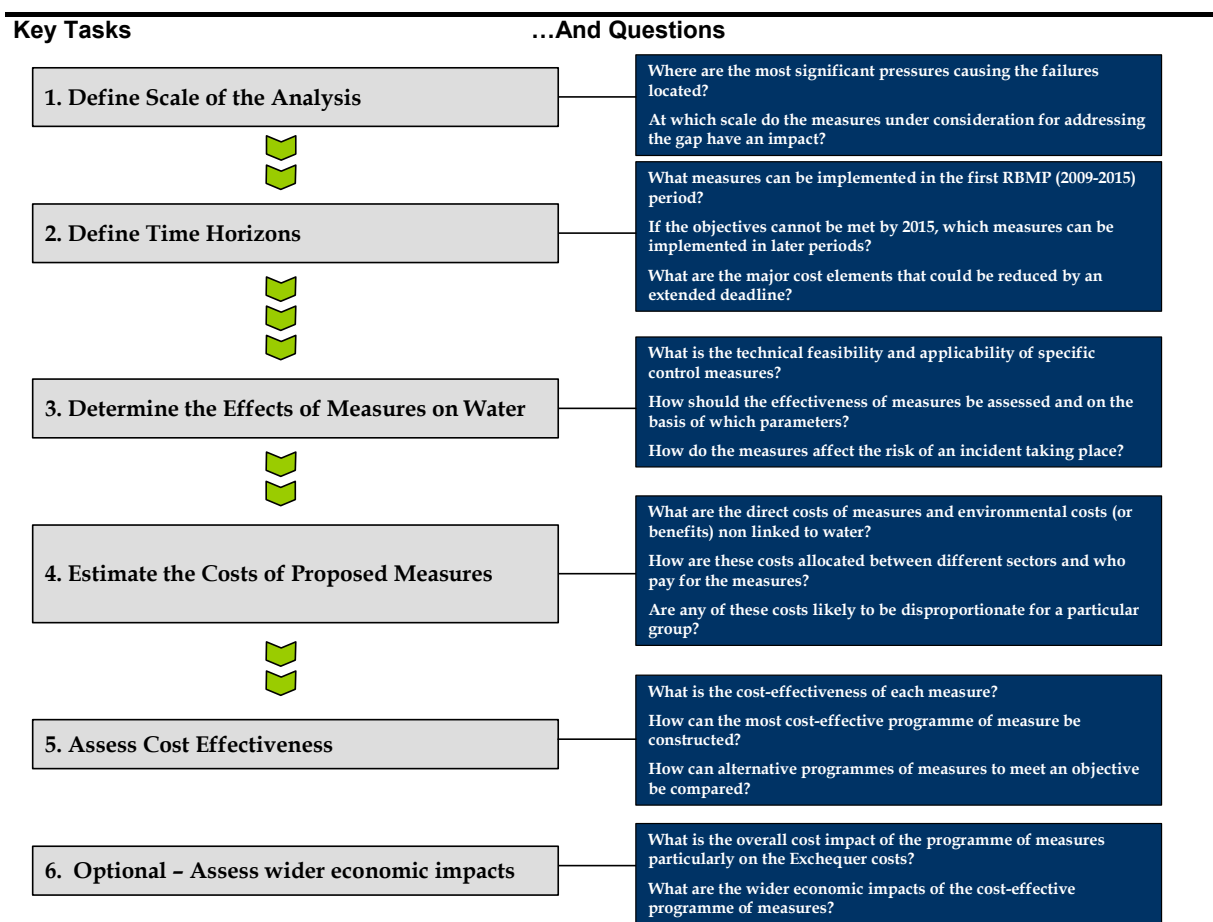 Key Tasks
…And Questions
1. Define Scale of the Analysis
Where are the most significant pressures causing the failures
located?
At which scale do the measures under consideration for addressing
the gap have an impact?
2. Define Time Horizons
What measures can be implemented in the first RBMP (2009-2015)
period?
If the objectives cannot be met by 2015, which measures can be
implemented in later periods?
What are the major cost elements that could be reduced by an
extended deadline?
3. Determine the Effects of Measures on Water
What is the technical feasibility and applicability of specific
control measures?
How should the effectiveness of measures be assessed and on the
basis of which parameters?
How do the measures affect the risk of an incident taking place?
4. Estimate the Costs of Proposed Measures
What are the direct costs of measures and environmental costs (or
benefits) non linked to water?
How are these costs allocated between different sectors and who
pay for the measures?
Are any of these costs likely to be disproportionate for a particular
group?
5. Assess Cost Effectiveness
What is the cost-effectiveness of each measure?
How can the most cost-effective programme of measure be
constructed?
How can alternative programmes of measures to meet an objective
be compared?
6. Optional – Assess wider economic impacts
What is the overall cost impact of the programme of measures
particularly on the Exchequer costs?
What are the wider economic impacts of the cost-effective
programme of measures?